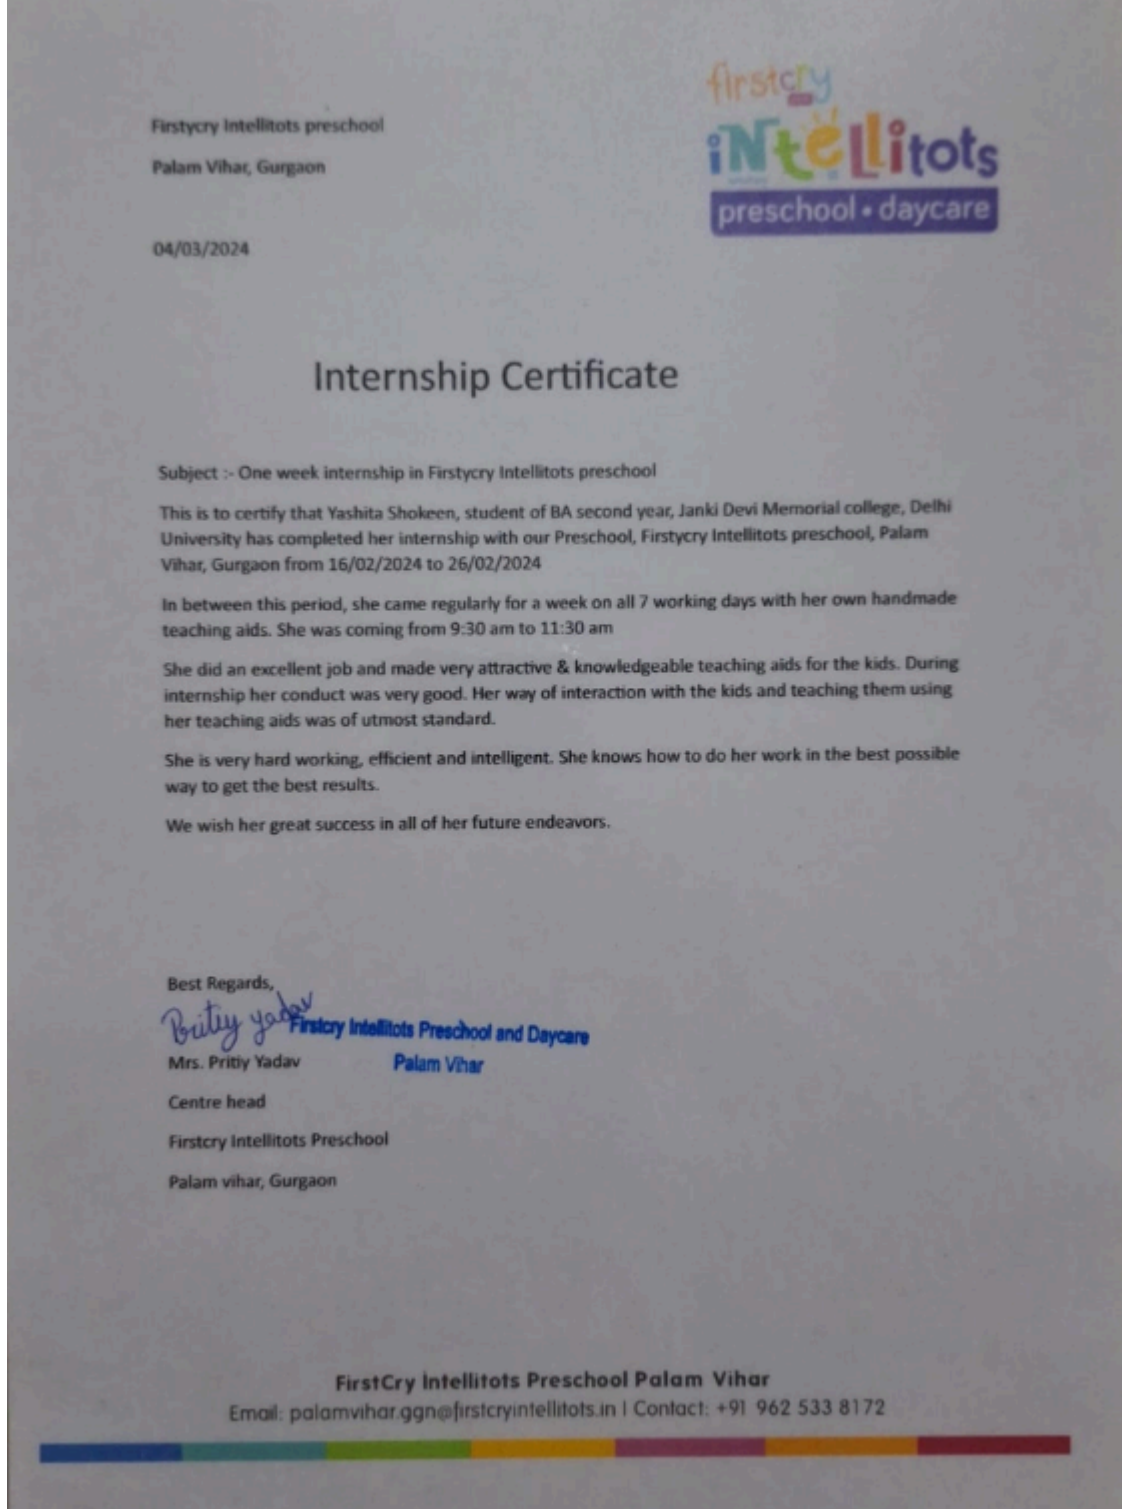 firstcry
iNtellitots
preschool • daycare
Firstycry Intellitots preschool
Palam Vihar, Gurgaon
04/03/2024
Internship Certificate
Subject :- One week internship in Firstycry Intellitots preschool
This is to certify that Yashita Shokeen, student of BA second year, Janki Devi Memorial college, Delhi
University has completed her internship with our Preschool, Firstycry Intellitots preschool, Palam
Vihar, Gurgaon from 16/02/2024 to 26/02/2024
In between this period, she came regularly for a week on all 7 working days with her own handmade
teaching aids. She was coming from 9:30 am to 11:30 am
She did an excellent job and made very attractive & knowledgeable teaching aids for the kids. During
internship her conduct was very good. Her way of interaction with the kids and teaching them using
her teaching aids was of utmost standard.
She is very hard working, efficient and intelligent. She knows how to do her work in the best possible
way to get the best results.
We wish her great success in all of her future endeavors.
Best Regards,
Pritiy yadav
Firstcry Intellitots Preschool and Daycare
Palam Vihar
Mrs. Pritiy Yadav
Centre head
Firstcry Intellitots Preschool
Palam vihar, Gurgaon
FirstCry Intellitots Preschool Palam Vihar
Email: palamvihar.ggn@firstcryintellitots.in | Contact: +91 962 533 8172